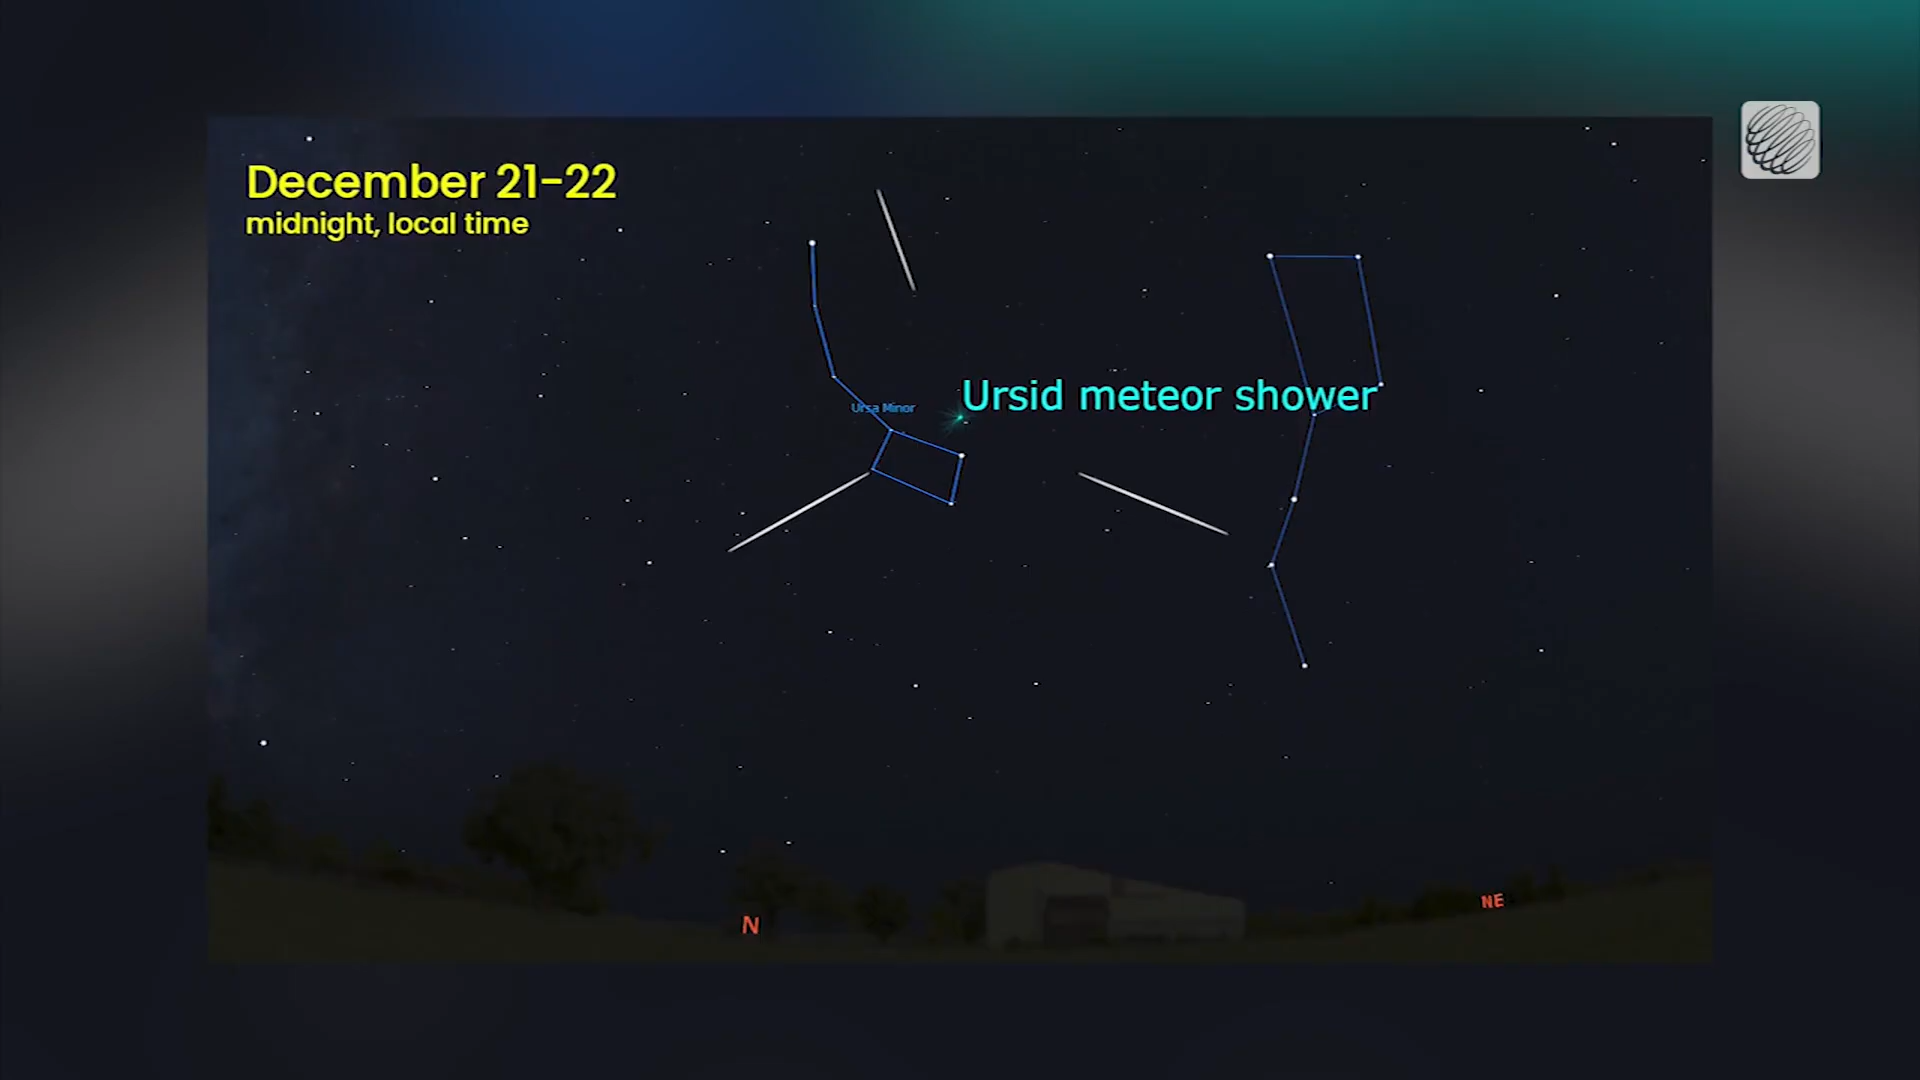 December 21-22
midnight, local time
Ursid meteor shower
Ursa Minor
N
NE